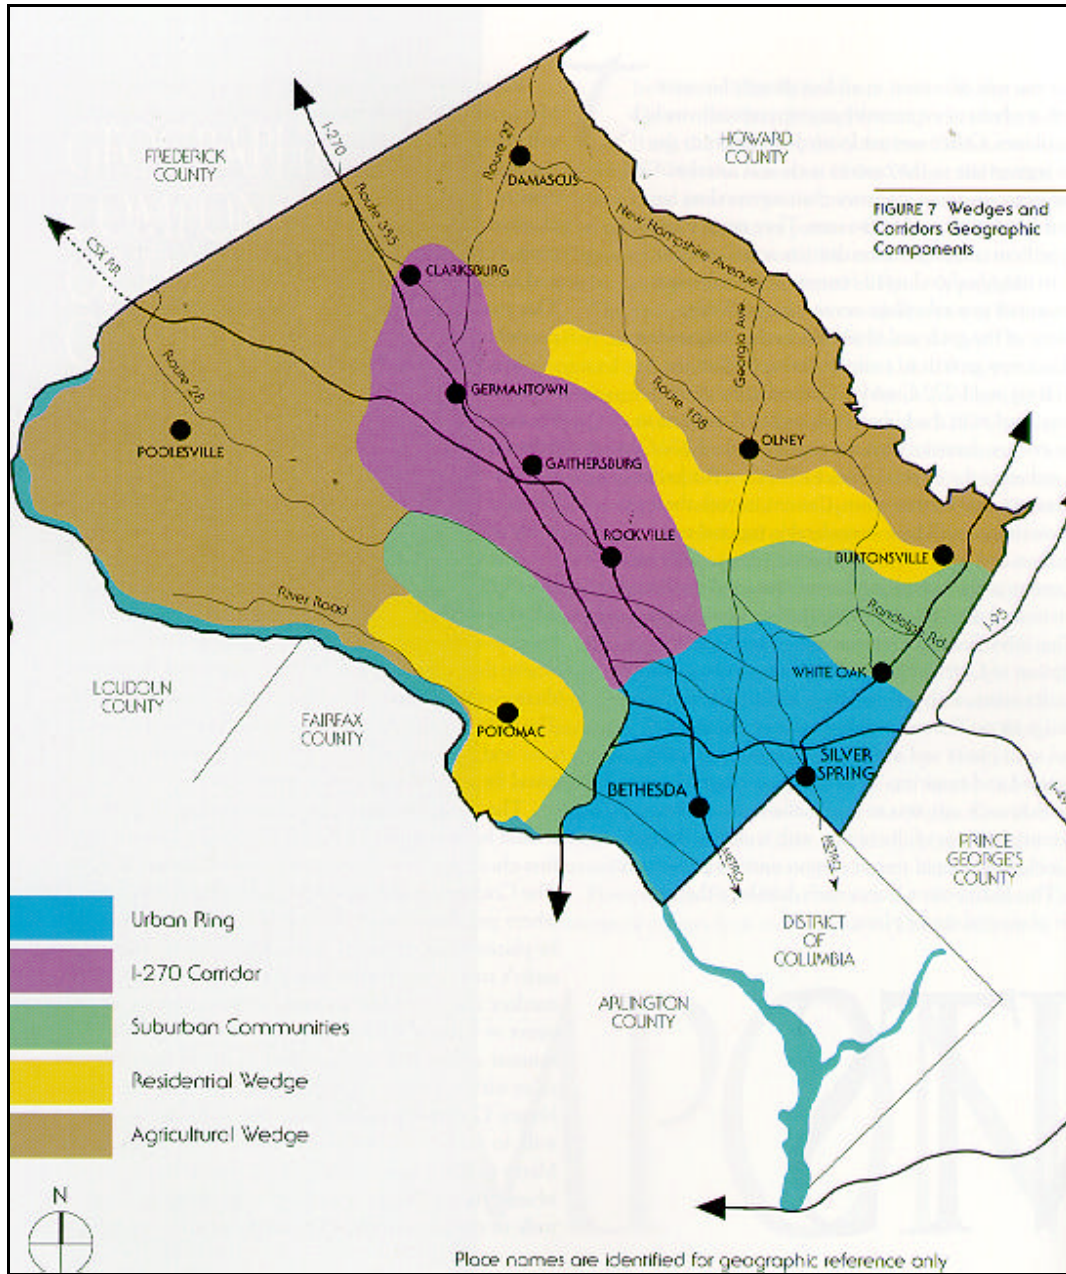 I-270
Route 27
HOWARD
COUNTY
FREDERICK
COUNTY
DAMASCUS
Route 355
FIGURE 7 Wedges and
Corridors Geographic
Components
New Hampshire Avenue
CSX R.R.
CLARKSBURG
Georgia Ave
Route 28
GERMANTOWN
Route 108
POOLESVILLE
OLNEY
GAITHERSBURG
ROCKVILLE
BURTONSVILLE
River Road
Randolph Rd
I-95
WHITE OAK
LOUDOUN
COUNTY
FAIRFAX
COUNTY
POTOMAC
SILVER
SPRING
BETHESDA
METRO
METRO
PRINCE
GEORGE'S
COUNTY
Urban Ring
DISTRICT
OF
COLUMBIA
I-270 Corridor
ARLINGTON
COUNTY
Suburban Communities
Residential Wedge
Agricultural Wedge
N
Place names are identified for geographic reference only